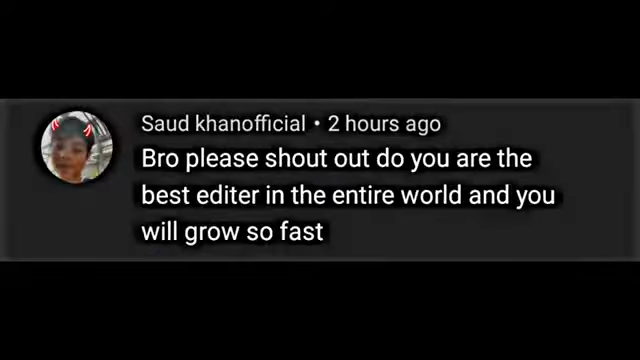 Saud khanofficial • 2 hours ago
Bro please shout out do you are the
best editer in the entire world and you
will grow so fast